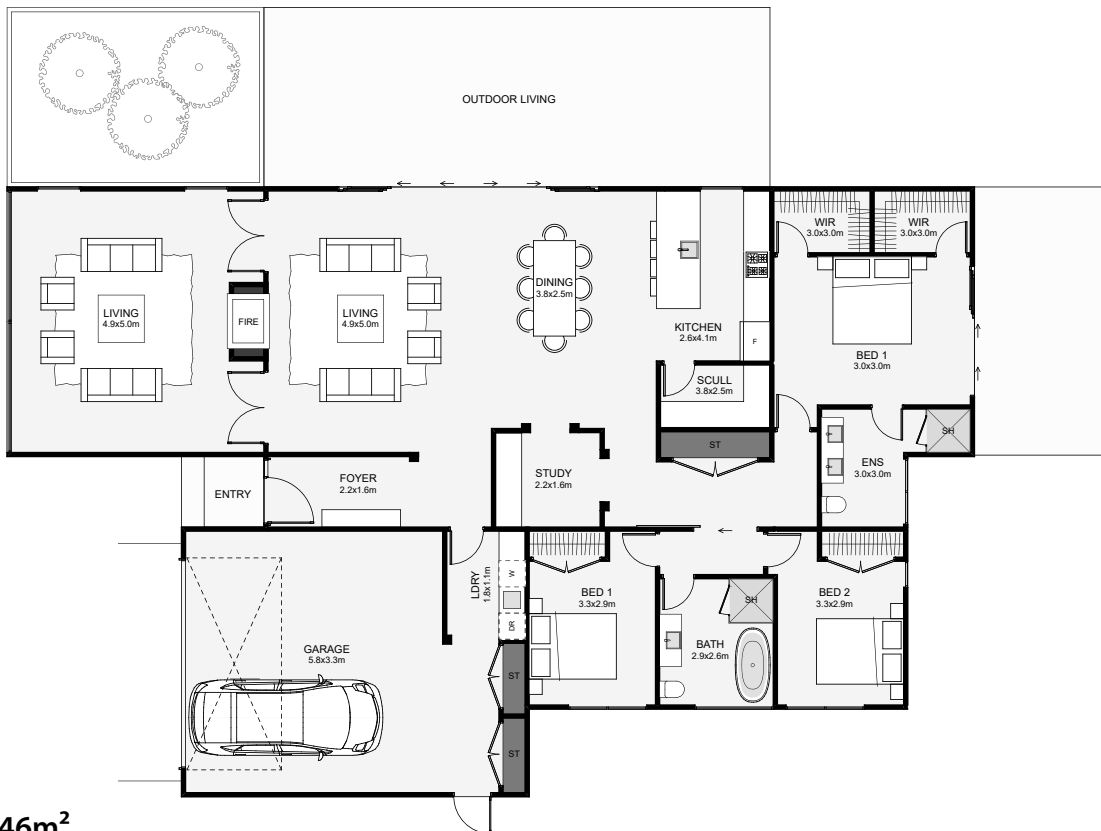 OUTDOOR LIVING
WIR
3.0x3.0m
WIR
3.0x3.0m
LIVING
4.9x5.0m
FIRE
LIVING
4.9x5.0m
DINING
3.8x2.5m
KITCHEN
2.6x4.1m
F
BED 1
3.0x3.0m
SCULL
3.8x2.5m
ST
SH
ENS
3.0x3.0m
ENTRY
FOYER
2.2x1.6m
STUDY
2.2x1.6m
LDRY
1.8x1.1m
W
DR
BED 1
3.3x2.9m
SH
BATH
2.9x2.6m
BED 2
3.3x2.9m
GARAGE
5.8x3.3m
ST
ST
46m²